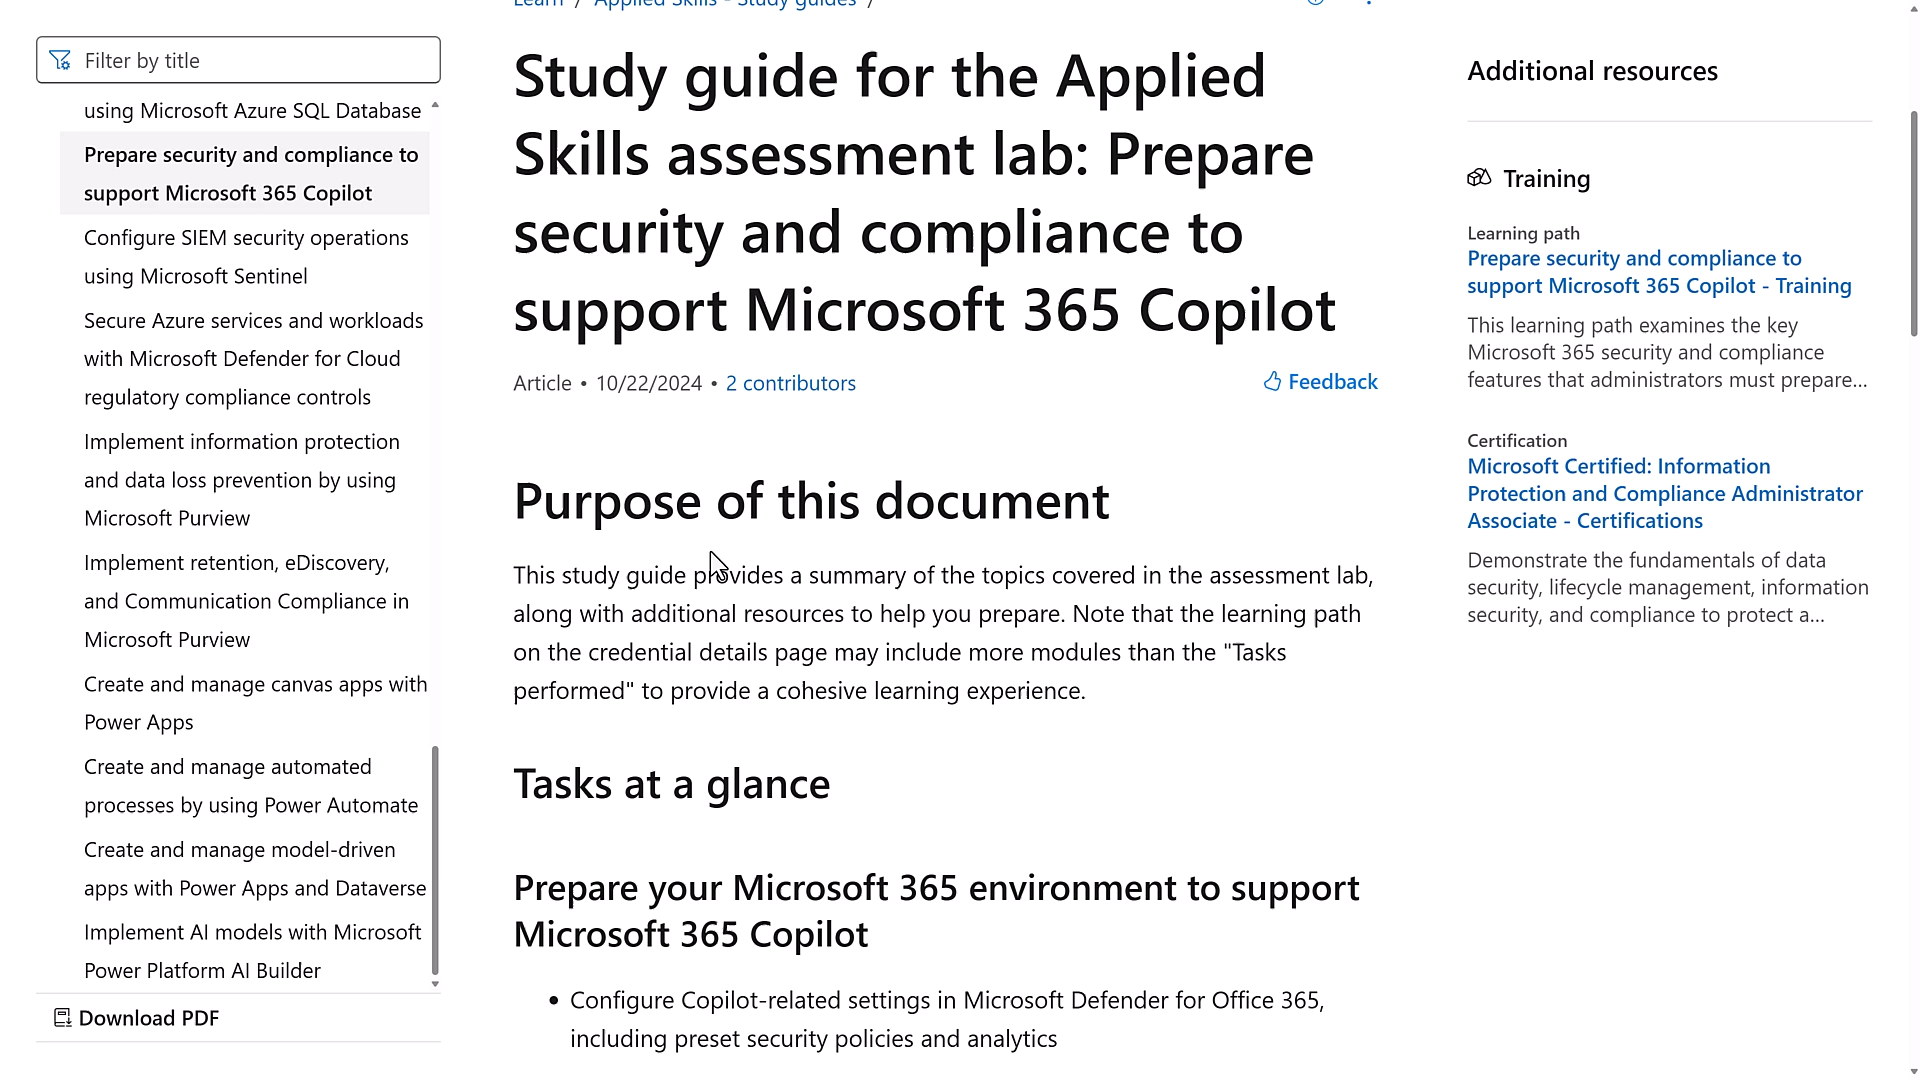 Learn / Applied Skills - Study guides /
Filter by title
using Microsoft Azure SQL Database
Prepare security and compliance to
support Microsoft 365 Copilot
Configure SIEM security operations
using Microsoft Sentinel
Secure Azure services and workloads
with Microsoft Defender for Cloud
regulatory compliance controls
Implement information protection
and data loss prevention by using
Microsoft Purview
Implement retention, eDiscovery,
and Communication Compliance in
Microsoft Purview
Create and manage canvas apps with
Power Apps
Create and manage automated
processes by using Power Automate
Create and manage model-driven
apps with Power Apps and Dataverse
Implement AI models with Microsoft
Power Platform AI Builder
Download PDF
Study guide for the Applied
Skills assessment lab: Prepare
security and compliance to
support Microsoft 365 Copilot
Article • 10/22/2024 • 2 contributors
Feedback
Purpose of this document
This study guide provides a summary of the topics covered in the assessment lab,
along with additional resources to help you prepare. Note that the learning path
on the credential details page may include more modules than the "Tasks
performed" to provide a cohesive learning experience.
Tasks at a glance
Prepare your Microsoft 365 environment to support
Microsoft 365 Copilot
• Configure Copilot-related settings in Microsoft Defender for Office 365,
including preset security policies and analytics
Additional resources
Training
Learning path
Prepare security and compliance to
support Microsoft 365 Copilot - Training
This learning path examines the key
Microsoft 365 security and compliance
features that administrators must prepare...
Certification
Microsoft Certified: Information
Protection and Compliance Administrator
Associate - Certifications
Demonstrate the fundamentals of data
security, lifecycle management, information
security, and compliance to protect a...